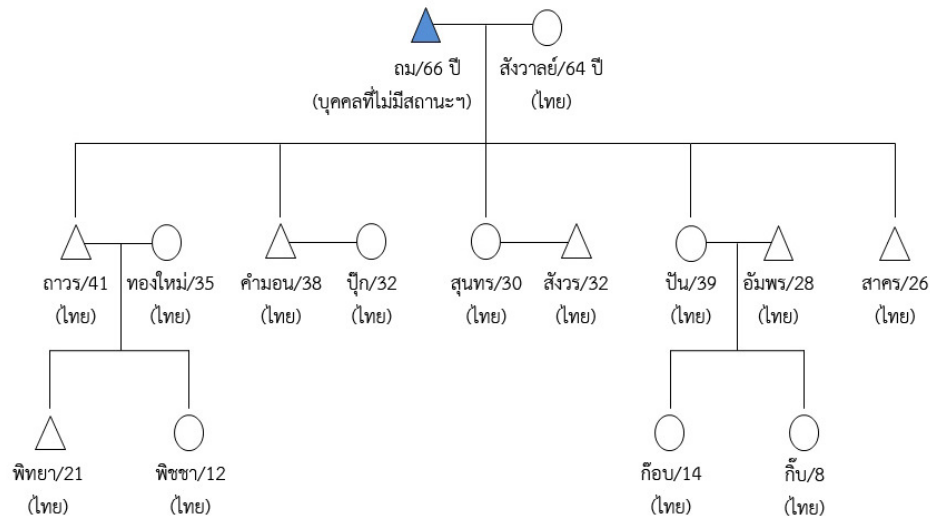 ถม/66 ปี สังวาลย์/64 ปี
(บุคคลที่ไม่มีสถานะฯ) (ไทย)
ถาวร/41 ทองใหม่/35 คำมอน/38 ปุ๊ก/32 สุนทร/30 สังวร/32 ปัน/39 อัมพร/28 สาคร/26
(ไทย) (ไทย) (ไทย) (ไทย) (ไทย) (ไทย) (ไทย) (ไทย) (ไทย)
พิทยา/21 พิชชา/12 ก๊อบ/14 กิ๊บ/8
(ไทย) (ไทย) (ไทย) (ไทย)